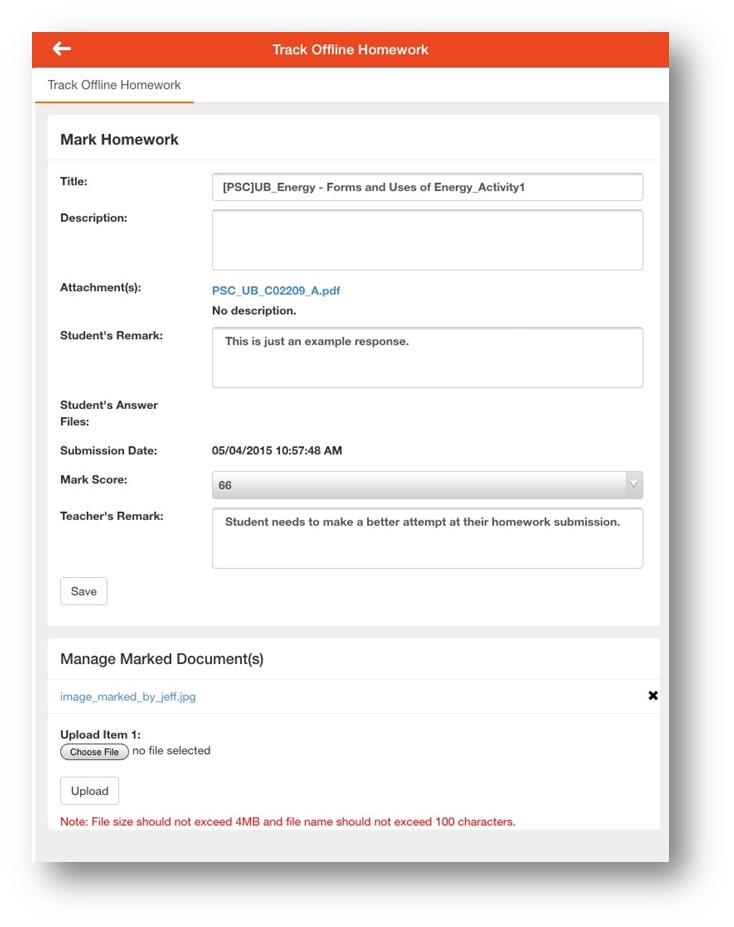 Track Offline Homework
Track Offline Homework
Mark Homework
Title:
[PSC]UB_Energy - Forms and Uses of Energy_Activity1
Description:
Attachment(s):
PSC_UB_C02209_A.pdf
No description.
Student's Remark:
This is just an example response.
Student's Answer
Files:
Submission Date:
05/04/2015 10:57:48 AM
Mark Score:
66
Teacher's Remark:
Student needs to make a better attempt at their homework submission.
Save
Manage Marked Document(s)
image_marked_by_jeff.jpg
Upload Item 1:
Choose File no file selected
Upload
Note: File size should not exceed 4MB and file name should not exceed 100 characters.